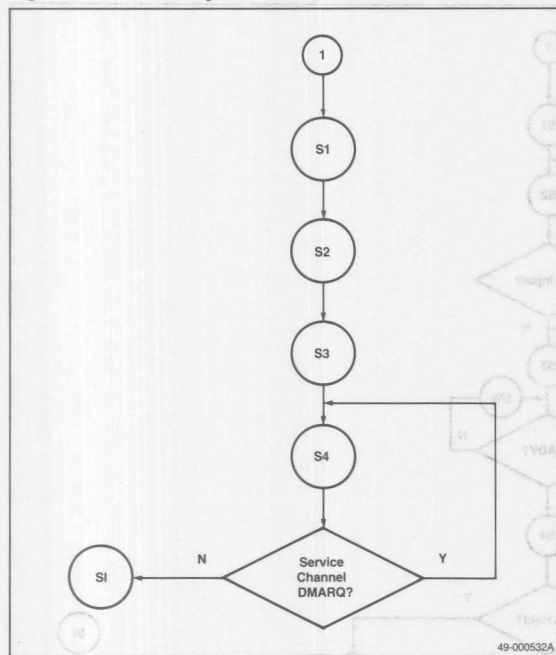 1
S1
S2
S3
S4
Service
Channel
DMARQ?
N
Y
SI
49-000532A